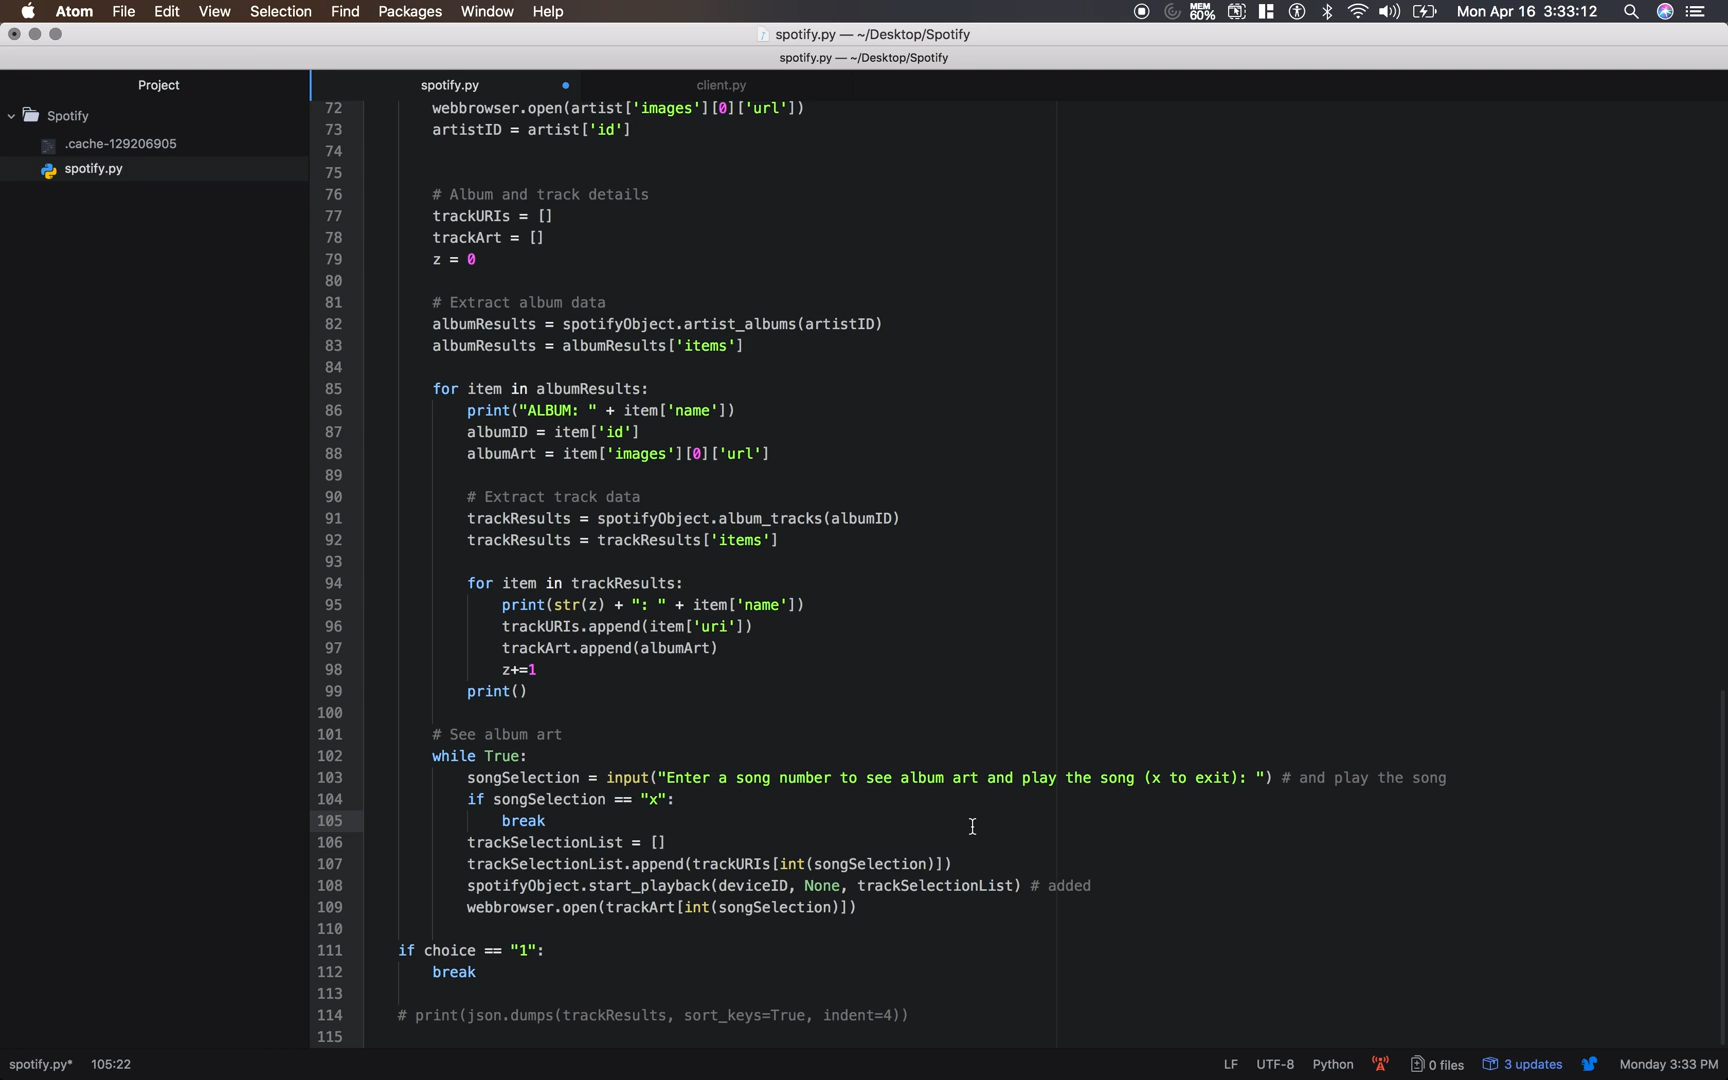 Atom File Edit View Selection Find Packages Window Help MEM 60% Mon Apr 16 3:33:12
spotify.py — ~/Desktop/Spotify
spotify.py — ~/Desktop/Spotify
Project spotify.py client.py
Spotify
.cache-129206905
spotify.py
72 webbrowser.open(artist['images'][0]['url'])
73 artistID = artist['id']
74
75
76 # Album and track details
77 trackURIs = []
78 trackArt = []
79 z = 0
80
81 # Extract album data
82 albumResults = spotifyObject.artist_albums(artistID)
83 albumResults = albumResults['items']
84
85 for item in albumResults:
86 print("ALBUM: " + item['name'])
87 albumID = item['id']
88 albumArt = item['images'][0]['url']
89
90 # Extract track data
91 trackResults = spotifyObject.album_tracks(albumID)
92 trackResults = trackResults['items']
93
94 for item in trackResults:
95 print(str(z) + ": " + item['name'])
96 trackURIs.append(item['uri'])
97 trackArt.append(albumArt)
98 z+=1
99 print()
100
101 # See album art
102 while True:
103 songSelection = input("Enter a song number to see album art and play the song (x to exit): ") # and play the song
104 if songSelection == "x":
105 break
106 trackSelectionList = []
107 trackSelectionList.append(trackURIs[int(songSelection)])
108 spotifyObject.start_playback(deviceID, None, trackSelectionList) # added
109 webbrowser.open(trackArt[int(songSelection)])
110
111 if choice == "1":
112 break
113
114 # print(json.dumps(trackResults, sort_keys=True, indent=4))
115
spotify.py* 105:22 LF UTF-8 Python 0 files 3 updates Monday 3:33 PM